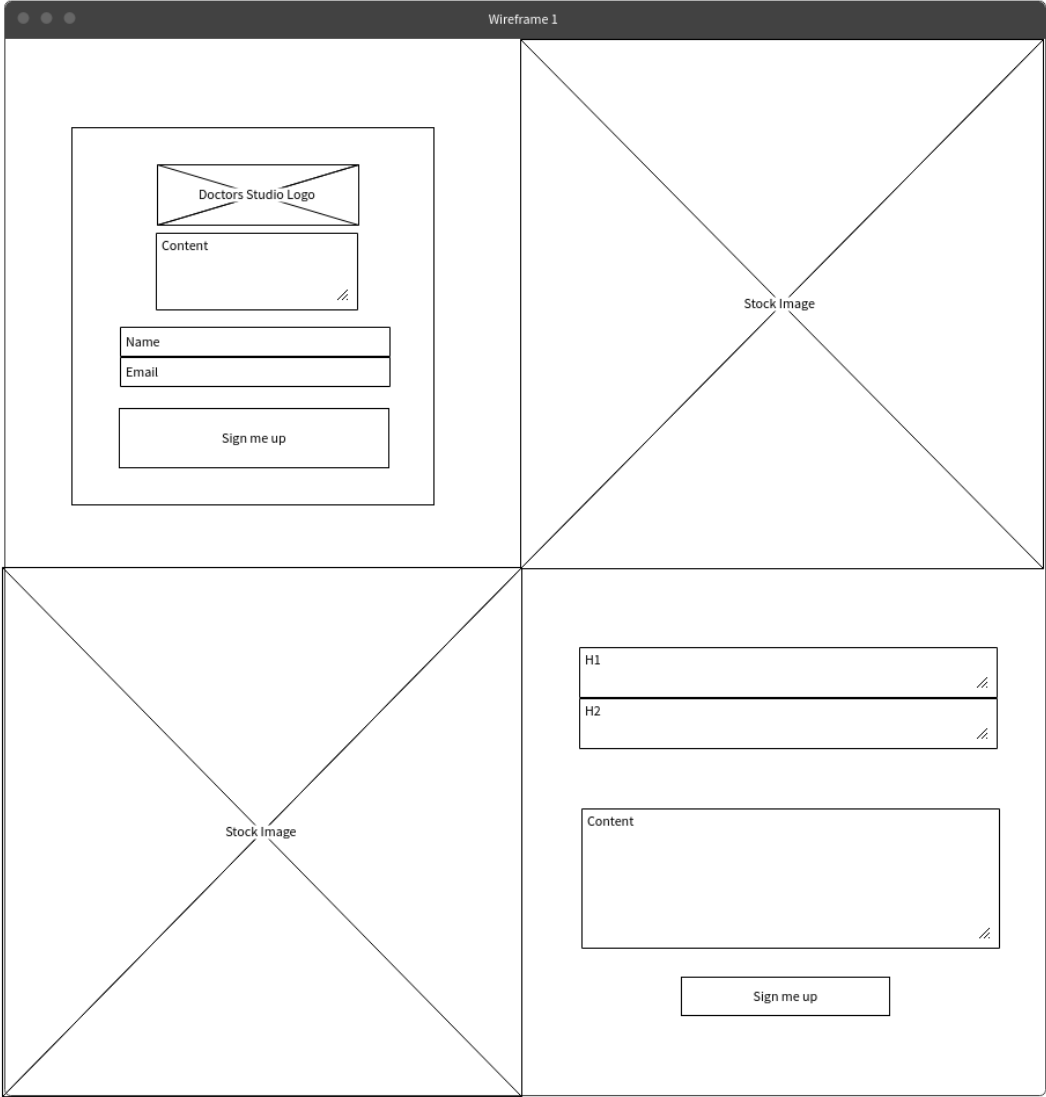 Wireframe 1
Doctors Studio Logo
Content
Name
Email
Sign me up
Stock Image
Stock Image
H1
H2
Content
Sign me up